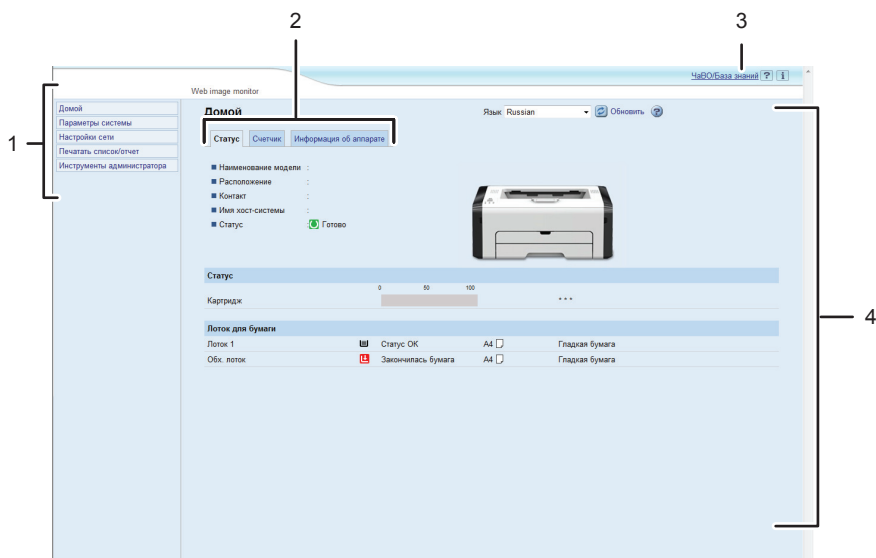 2
3
ЧаВО/База знаний ? i
Web image monitor
1
Домой
Параметры системы
Настройки сети
Печатать список/отчет
Инструменты администратора
Домой
Язык Russian Обновить ?
Статус Счетчик Информация об аппарате
Наименование модели :
Расположение :
Контакт :
Имя хост-системы :
Статус : Готово
Статус
0 50 100
Картридж
4
Лоток для бумаги
Лоток 1 Статус OK A4 Гладкая бумага
Обх. лоток Закончилась бумага A4 Гладкая бумага